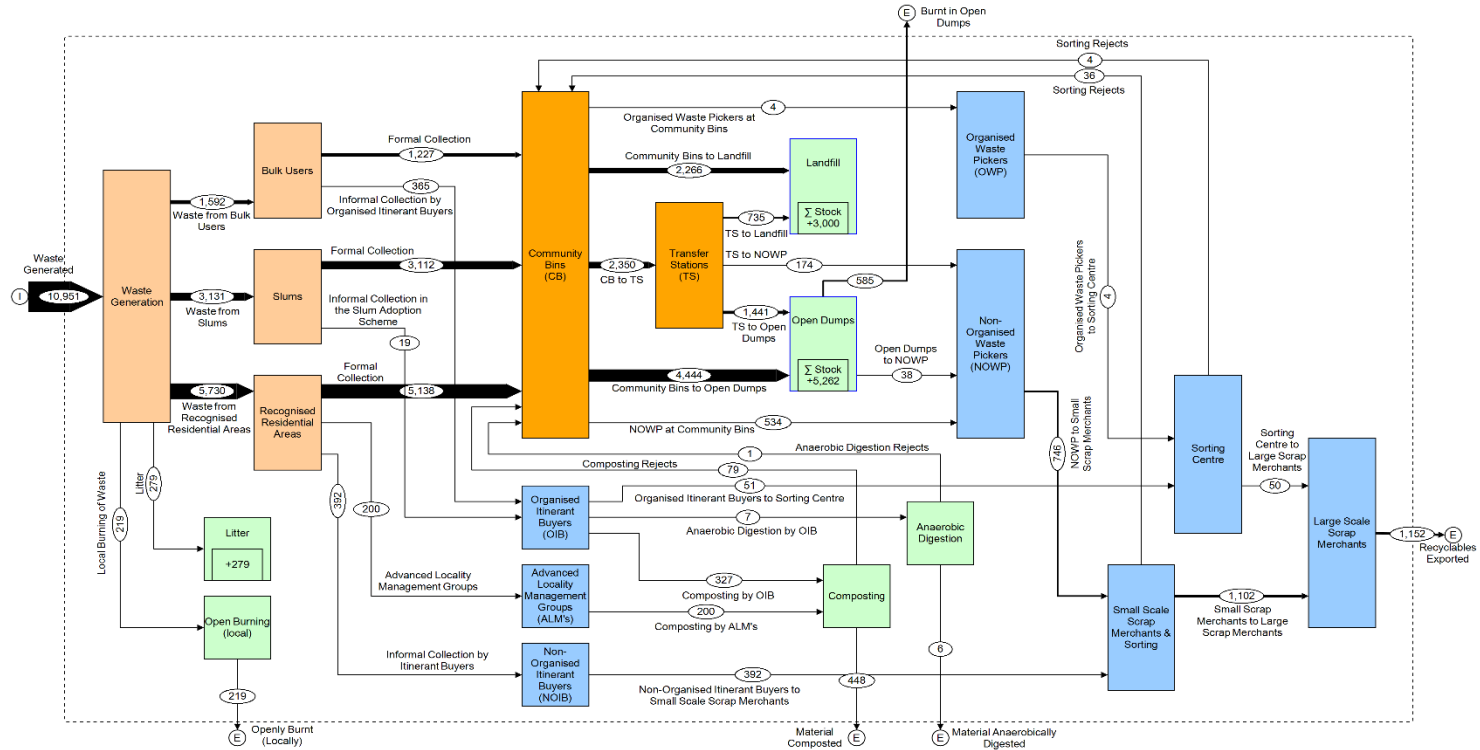 E
Burnt in Open
Dumps
Sorting Rejects
4
36
Sorting Rejects
4
Organised Waste Pickers at
Community Bins
Organised
Waste
Pickers
(OWP)
Formal Collection
1,227
Bulk Users
365
Informal Collection by
Organised Itinerant Buyers
1,592
Waste from Bulk
Users
Community Bins to Landfill
2,266
Landfill
∑ Stock
+3,000
735
TS to Landfill
TS to NOWP
174
585
Waste
Generated
I
10,951
Waste
Generation
Formal Collection
3,112
3,131
Waste from
Slums
Slums
Informal Collection in
the Slum Adoption
Scheme
19
Community
Bins
(CB)
2,350
CB to TS
Transfer
Stations
(TS)
1,441
TS to Open
Dumps
Open Dumps
∑ Stock
+5,262
Open Dumps
to NOWP
38
Non-
Organised
Waste
Pickers
(NOWP)
Organised Waste Pickers
to Sorting Centre
4
Formal
Collection
5,138
5,730
Waste from
Recognised
Residential Areas
Recognised
Residential
Areas
4,444
Community Bins to Open Dumps
534
NOWP at Community Bins
746
NOWP to Small
Scrap Merchants
Sorting
Centre
Sorting
Centre to
Large Scrap
Merchants
50
Anaerobic Digestion Rejects
1
Composting Rejects
79
51
Organised Itinerant Buyers to Sorting Centre
Local Burning of Waste
219
Litter
279
392
200
Organised
Itinerant
Buyers
(OIB)
7
Anaerobic Digestion by OIB
Anaerobic
Digestion
Large Scale
Scrap
Merchants
1,152
E
Recyclables
Exported
Litter
+279
Advanced Locality
Management Groups
Advanced
Locality
Management
Groups
(ALM's)
327
Composting by OIB
200
Composting by ALM's
Composting
1,102
Small Scrap
Merchants to Large
Scrap Merchants
Small Scale
Scrap
Merchants &
Sorting
Open Burning
(local)
Informal Collection by
Itinerant Buyers
Non-
Organised
Itinerant
Buyers
(NOIB)
392
Non-Organised Itinerant Buyers to
Small Scale Scrap Merchants
448
6
219
E
Openly Burnt
(Locally)
Material
Composted
E
E
Material Anaerobically
Digested